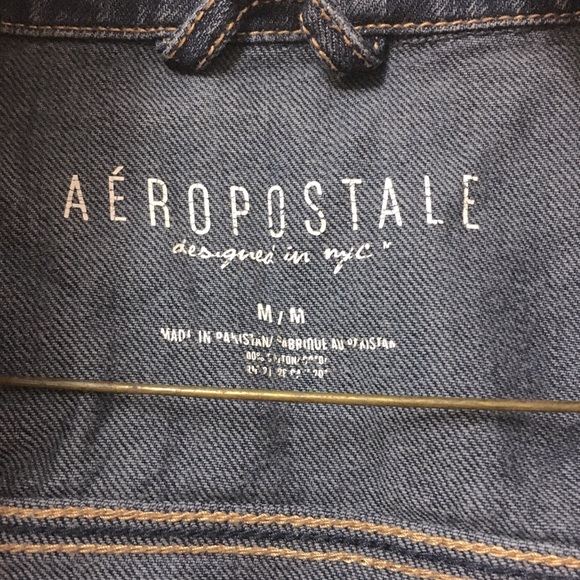 AÉROPOSTALE
designed in nyc
M / M
MADE IN PAKISTAN/ FABRIQUE AU PAKISTAN